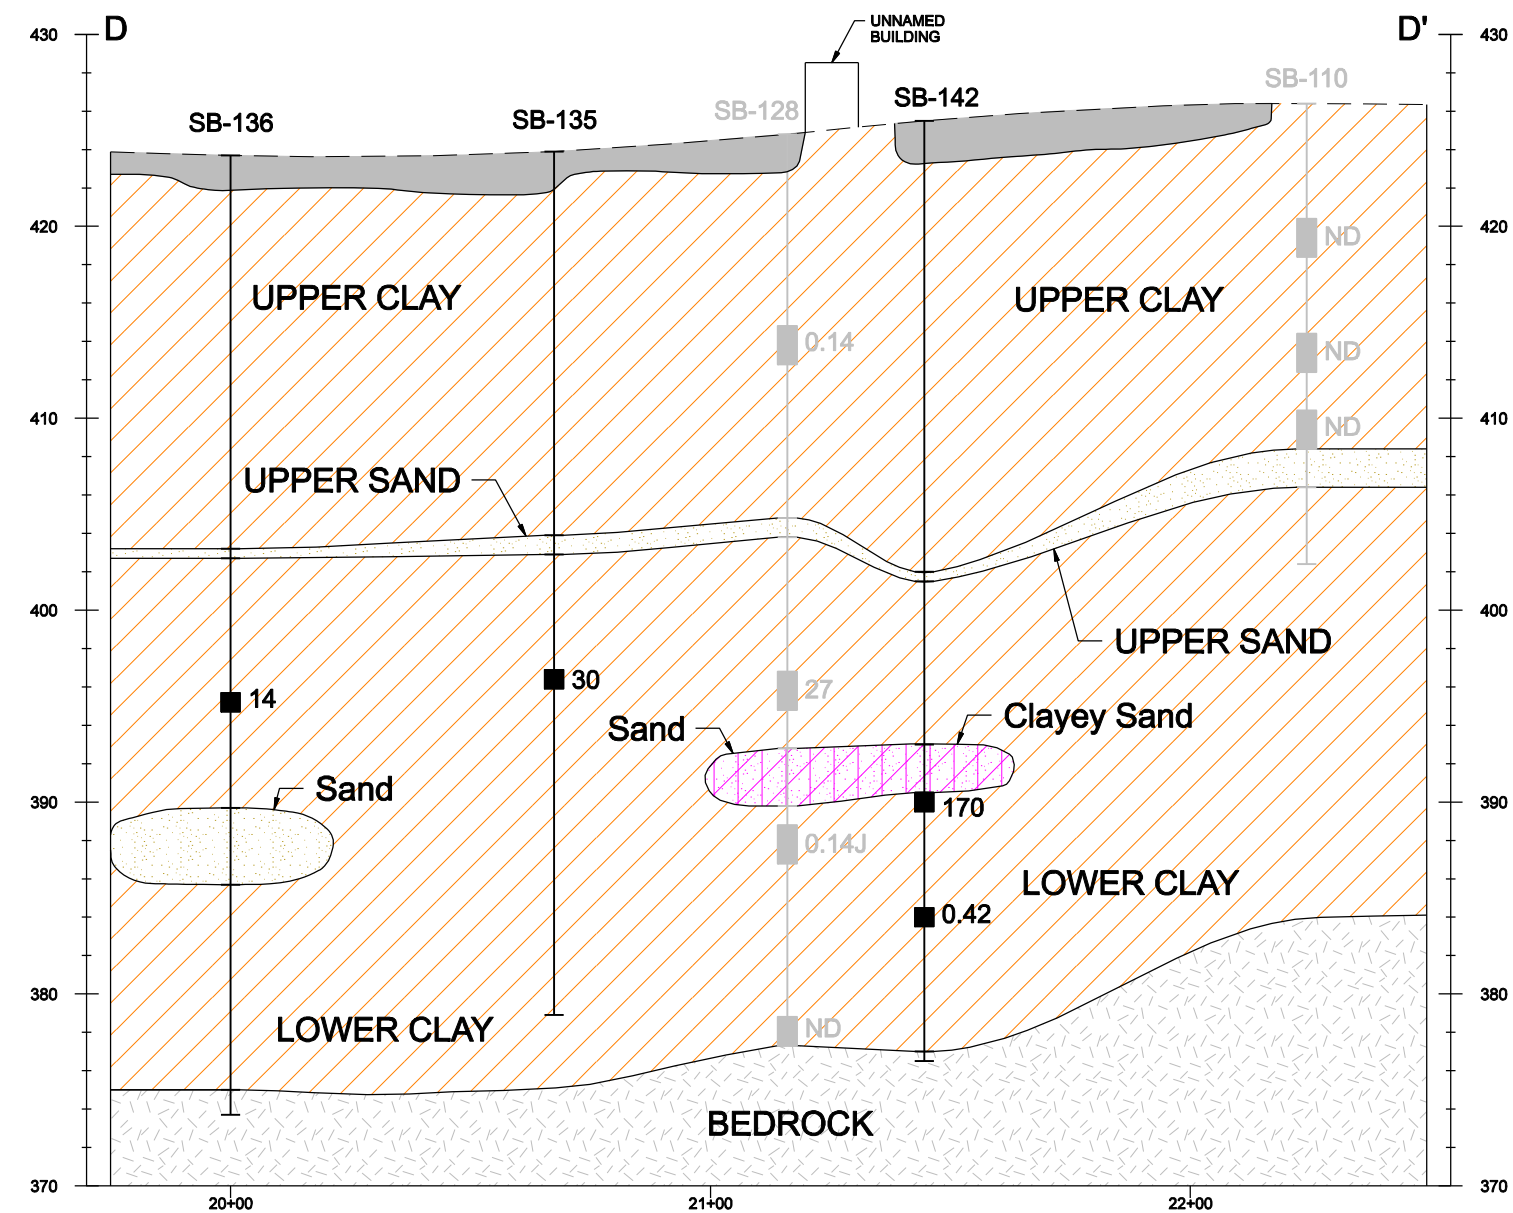 D
D'
UNNAMED
BUILDING
430
430
SB-136
SB-135
SB-128
SB-142
SB-110
420
420
ND
UPPER CLAY
UPPER CLAY
0.14
ND
410
410
ND
UPPER SAND
400
400
UPPER SAND
14
30
27
Sand
Clayey Sand
Sand
390
390
170
0.14J
LOWER CLAY
0.42
380
380
LOWER CLAY
ND
BEDROCK
370
370
20+00
21+00
22+00